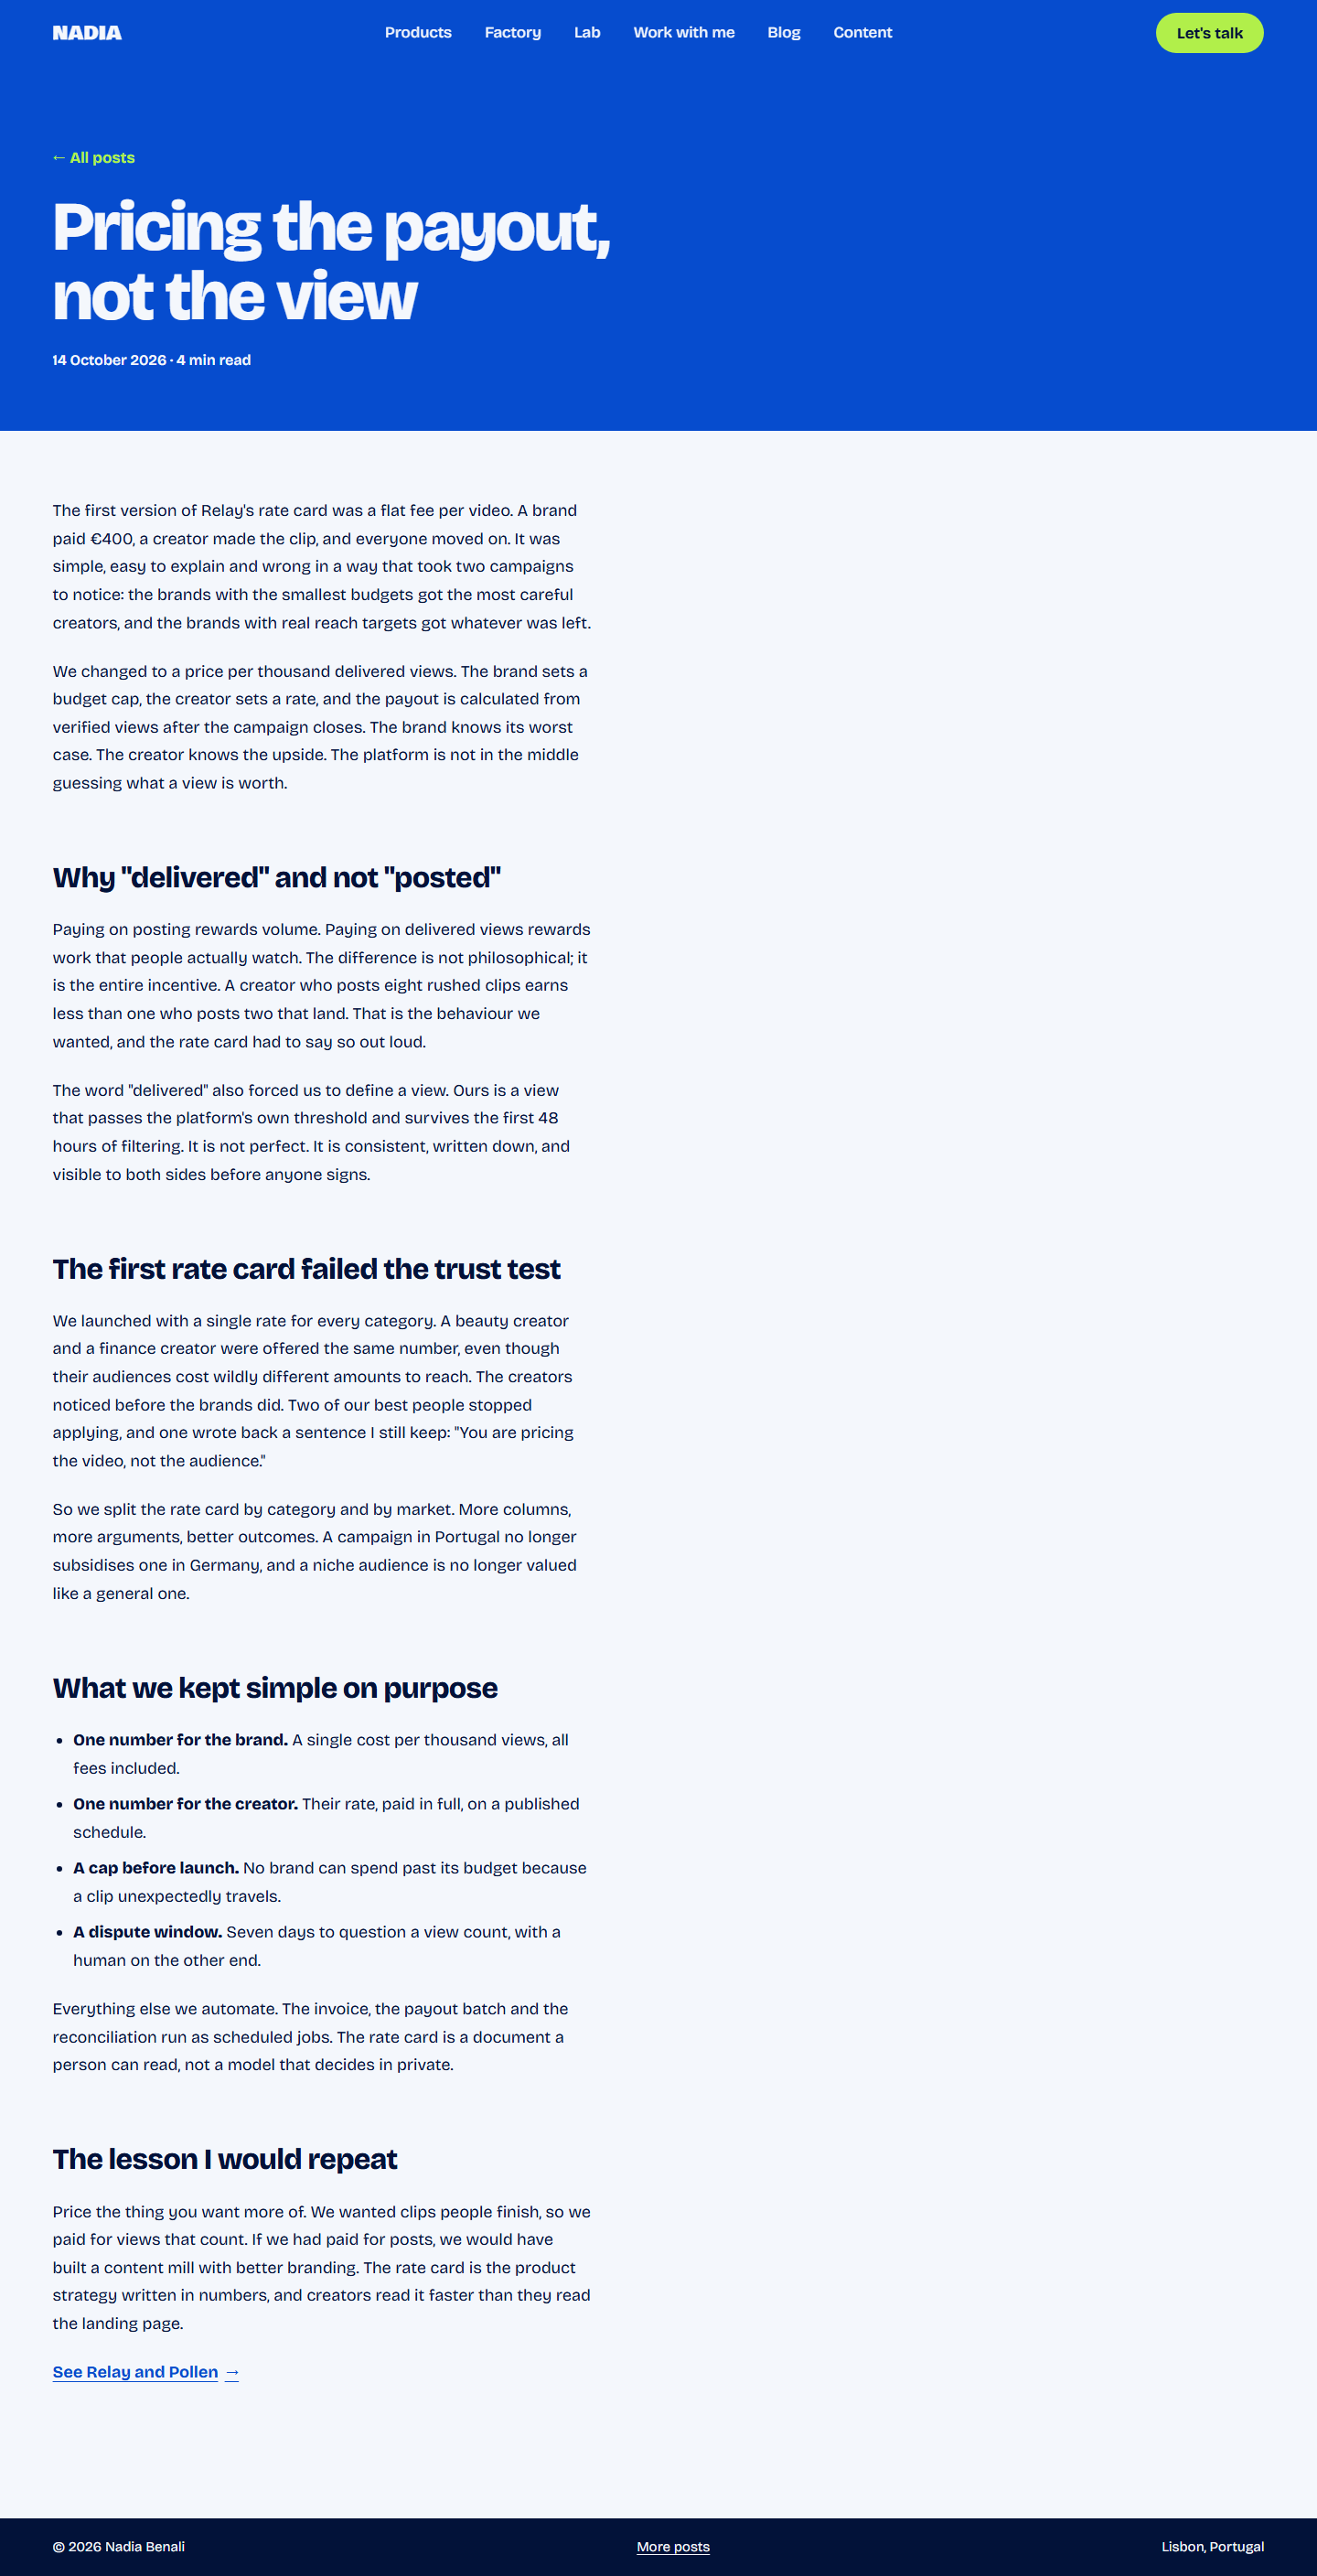 NADIA
Products
Factory
Lab
Work with me
Blog
Content
Let's talk
← All posts
Pricing the payout,
not the view
14 October 2026 · 4 min read
The first version of Relay's rate card was a flat fee per video. A brand
paid €400, a creator made the clip, and everyone moved on. It was
simple, easy to explain and wrong in a way that took two campaigns
to notice: the brands with the smallest budgets got the most careful
creators, and the brands with real reach targets got whatever was left.
We changed to a price per thousand delivered views. The brand sets a
budget cap, the creator sets a rate, and the payout is calculated from
verified views after the campaign closes. The brand knows its worst
case. The creator knows the upside. The platform is not in the middle
guessing what a view is worth.
Why "delivered" and not "posted"
Paying on posting rewards volume. Paying on delivered views rewards
work that people actually watch. The difference is not philosophical; it
is the entire incentive. A creator who posts eight rushed clips earns
less than one who posts two that land. That is the behaviour we
wanted, and the rate card had to say so out loud.
The word "delivered" also forced us to define a view. Ours is a view
that passes the platform's own threshold and survives the first 48
hours of filtering. It is not perfect. It is consistent, written down, and
visible to both sides before anyone signs.
The first rate card failed the trust test
We launched with a single rate for every category. A beauty creator
and a finance creator were offered the same number, even though
their audiences cost wildly different amounts to reach. The creators
noticed before the brands did. Two of our best people stopped
applying, and one wrote back a sentence I still keep: "You are pricing
the video, not the audience."
So we split the rate card by category and by market. More columns,
more arguments, better outcomes. A campaign in Portugal no longer
subsidises one in Germany, and a niche audience is no longer valued
like a general one.
What we kept simple on purpose
• One number for the brand. A single cost per thousand views, all
fees included.
• One number for the creator. Their rate, paid in full, on a published
schedule.
• A cap before launch. No brand can spend past its budget because
a clip unexpectedly travels.
• A dispute window. Seven days to question a view count, with a
human on the other end.
Everything else we automate. The invoice, the payout batch and the
reconciliation run as scheduled jobs. The rate card is a document a
person can read, not a model that decides in private.
The lesson I would repeat
Price the thing you want more of. We wanted clips people finish, so we
paid for views that count. If we had paid for posts, we would have
built a content mill with better branding. The rate card is the product
strategy written in numbers, and creators read it faster than they read
the landing page.
See Relay and Pollen →
© 2026 Nadia Benali
More posts
Lisbon, Portugal